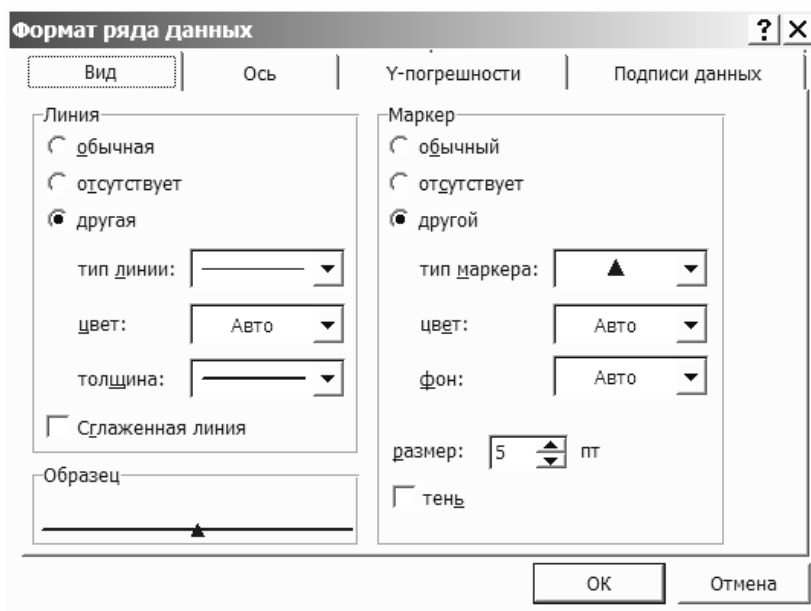 Формат ряда данных
Вид Ось Y-погрешности Подписи данных
Линия
обычная
отсутствует
другая
тип линии:
цвет: Авто
толщина:
Сглаженная линия
Образец
Маркер
обычный
отсутствует
другой
тип маркера:
цвет: Авто
фон: Авто
размер: 5 пт
тень
ОК Отмена